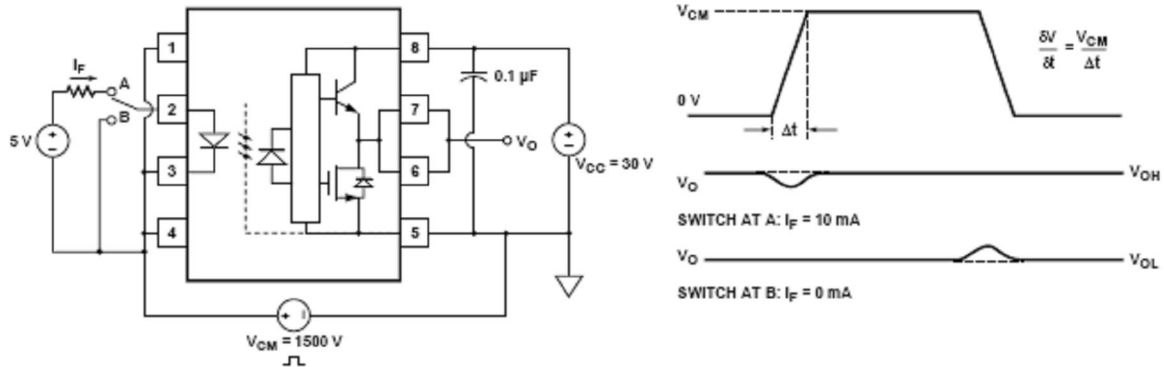 1
8
I_F
A
B
2
7
3
6
4
5
5 V
+
−
0.1 µF
V_O
+
−
V_CC = 30 V
+
V_CM = 1500 V
V_CM
0 V
Δt
δV/δt = V_CM/Δt
V_O
V_OH
SWITCH AT A: I_F = 10 mA
V_O
V_OL
SWITCH AT B: I_F = 0 mA